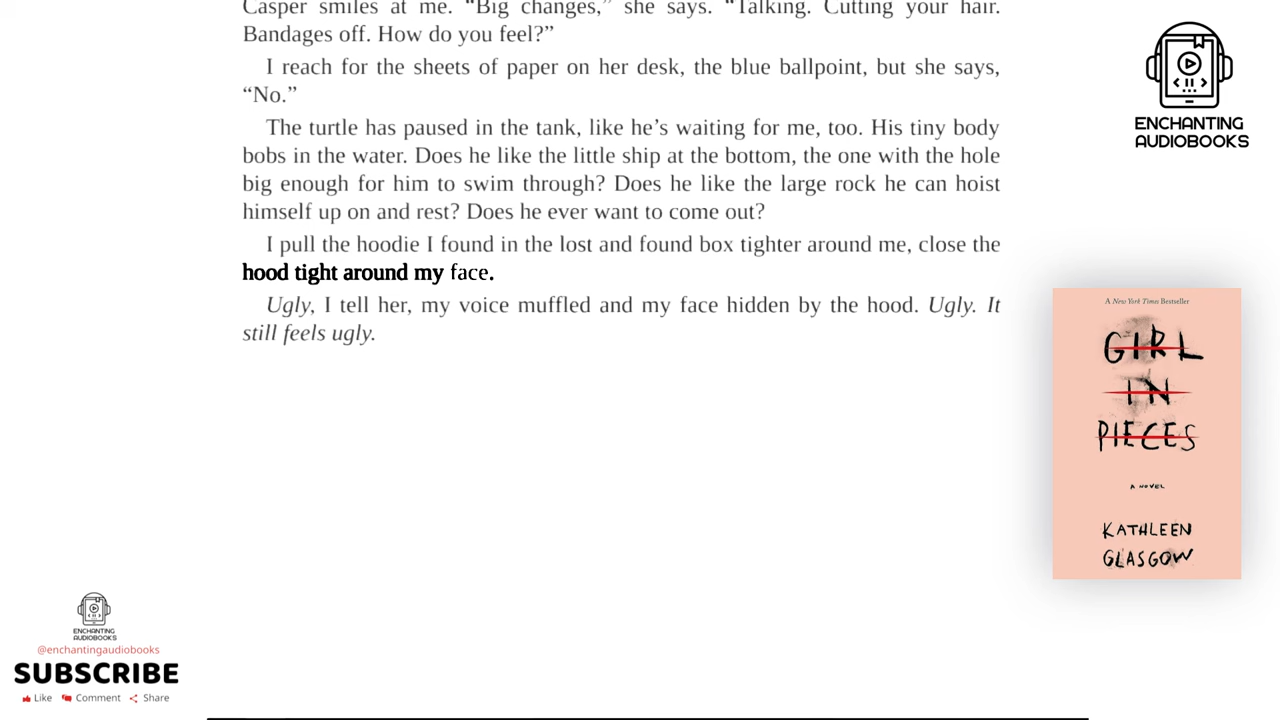 Casper smiles at me. “Big changes,” she says. “Talking. Cutting your hair.
Bandages off. How do you feel?”
I reach for the sheets of paper on her desk, the blue ballpoint, but she says,
“No.”
The turtle has paused in the tank, like he’s waiting for me, too. His tiny body
bobs in the water. Does he like the little ship at the bottom, the one with the hole
big enough for him to swim through? Does he like the large rock he can hoist
himself up on and rest? Does he ever want to come out?
I pull the hoodie I found in the lost and found box tighter around me, close the
hood tight around my face.
Ugly, I tell her, my voice muffled and my face hidden by the hood. Ugly. It
still feels ugly.
ENCHANTING
AUDIOBOOKS
A New York Times Bestseller
GIRL
IN
PIECES
A NOVEL
KATHLEEN
GLASGOW
ENCHANTING
AUDIOBOOKS
@enchantingaudiobooks
SUBSCRIBE
Like Comment Share